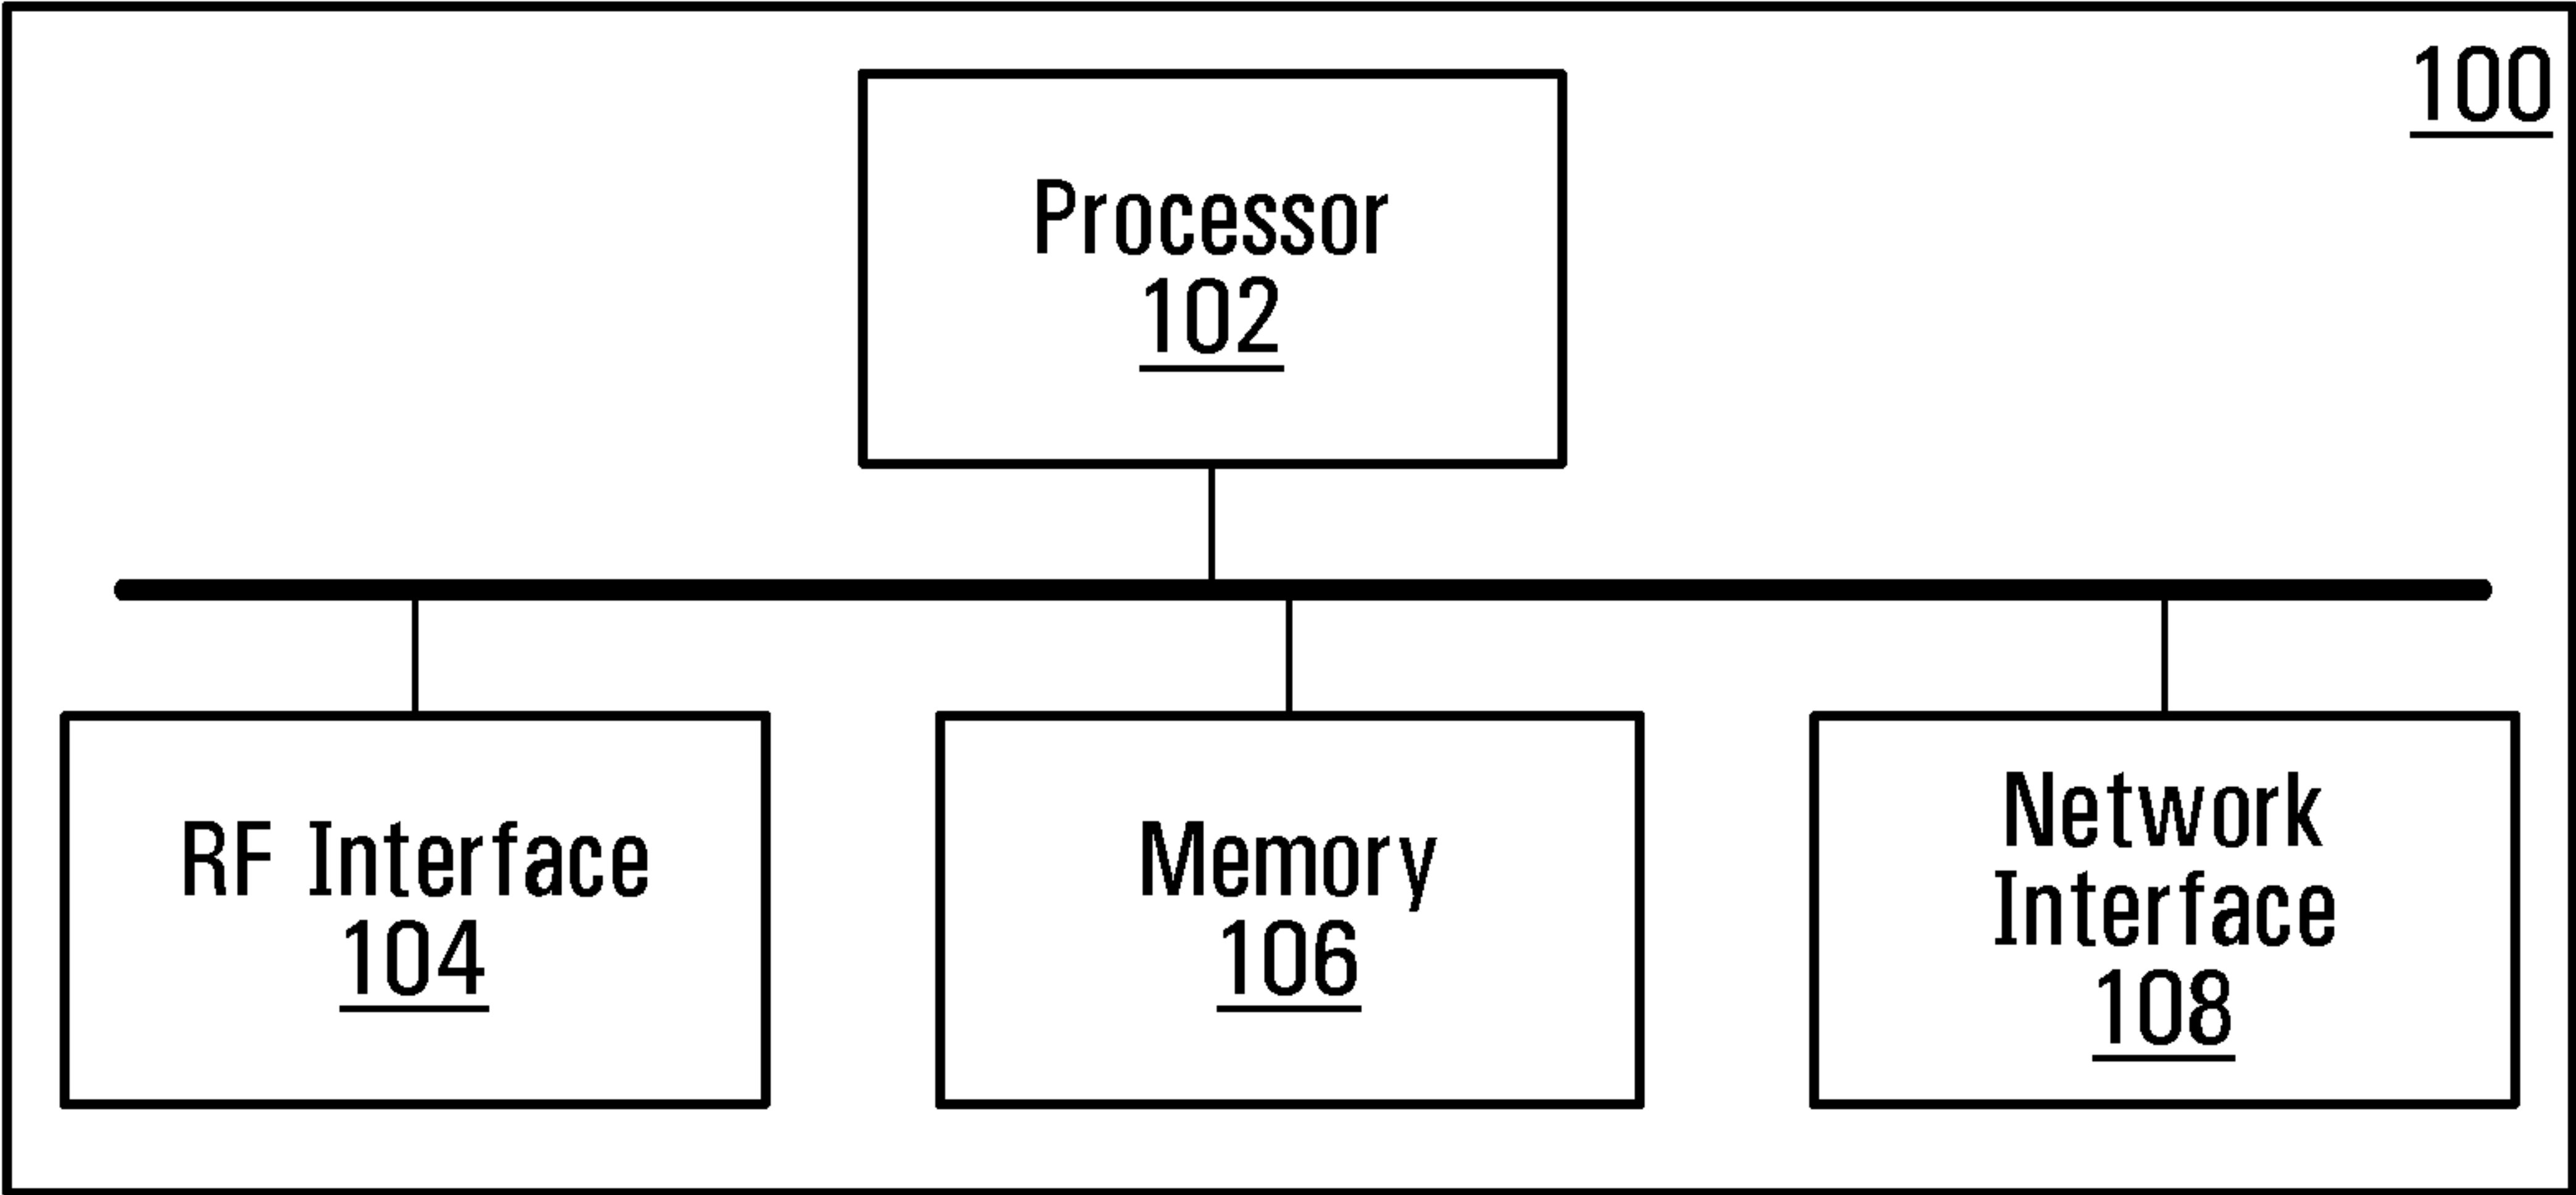 100
Processor
102
RF Interface
104
Memory
106
Network
Interface
108